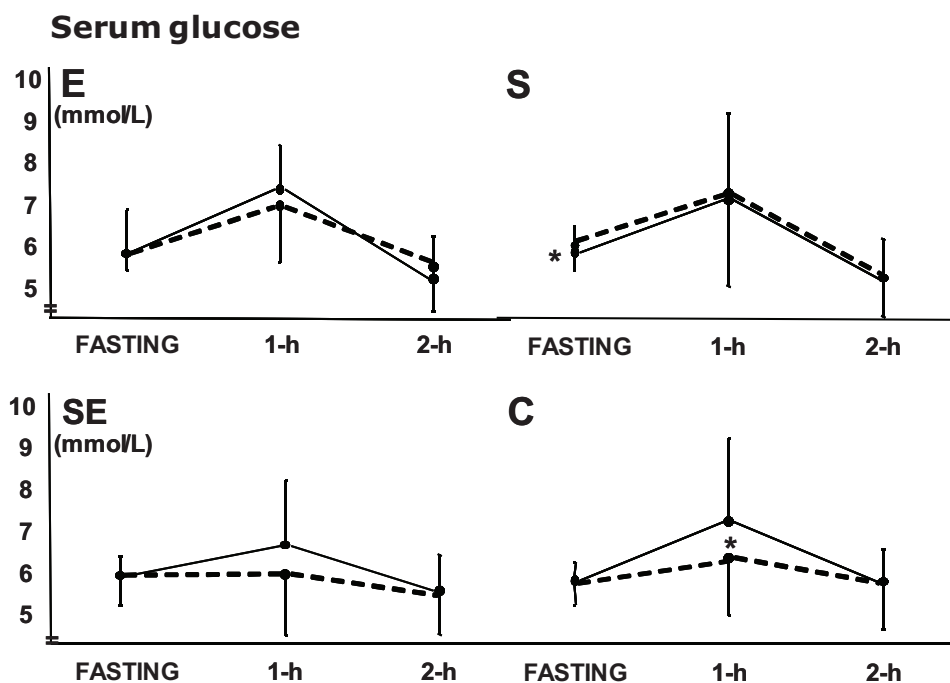 Serum glucose
E
S
(mmol/L)
10
9
8
7
6
5
*
FASTING 1-h 2-h
FASTING 1-h 2-h
SE
C
(mmol/L)
10
9
8
7
6
5
*
FASTING 1-h 2-h
FASTING 1-h 2-h